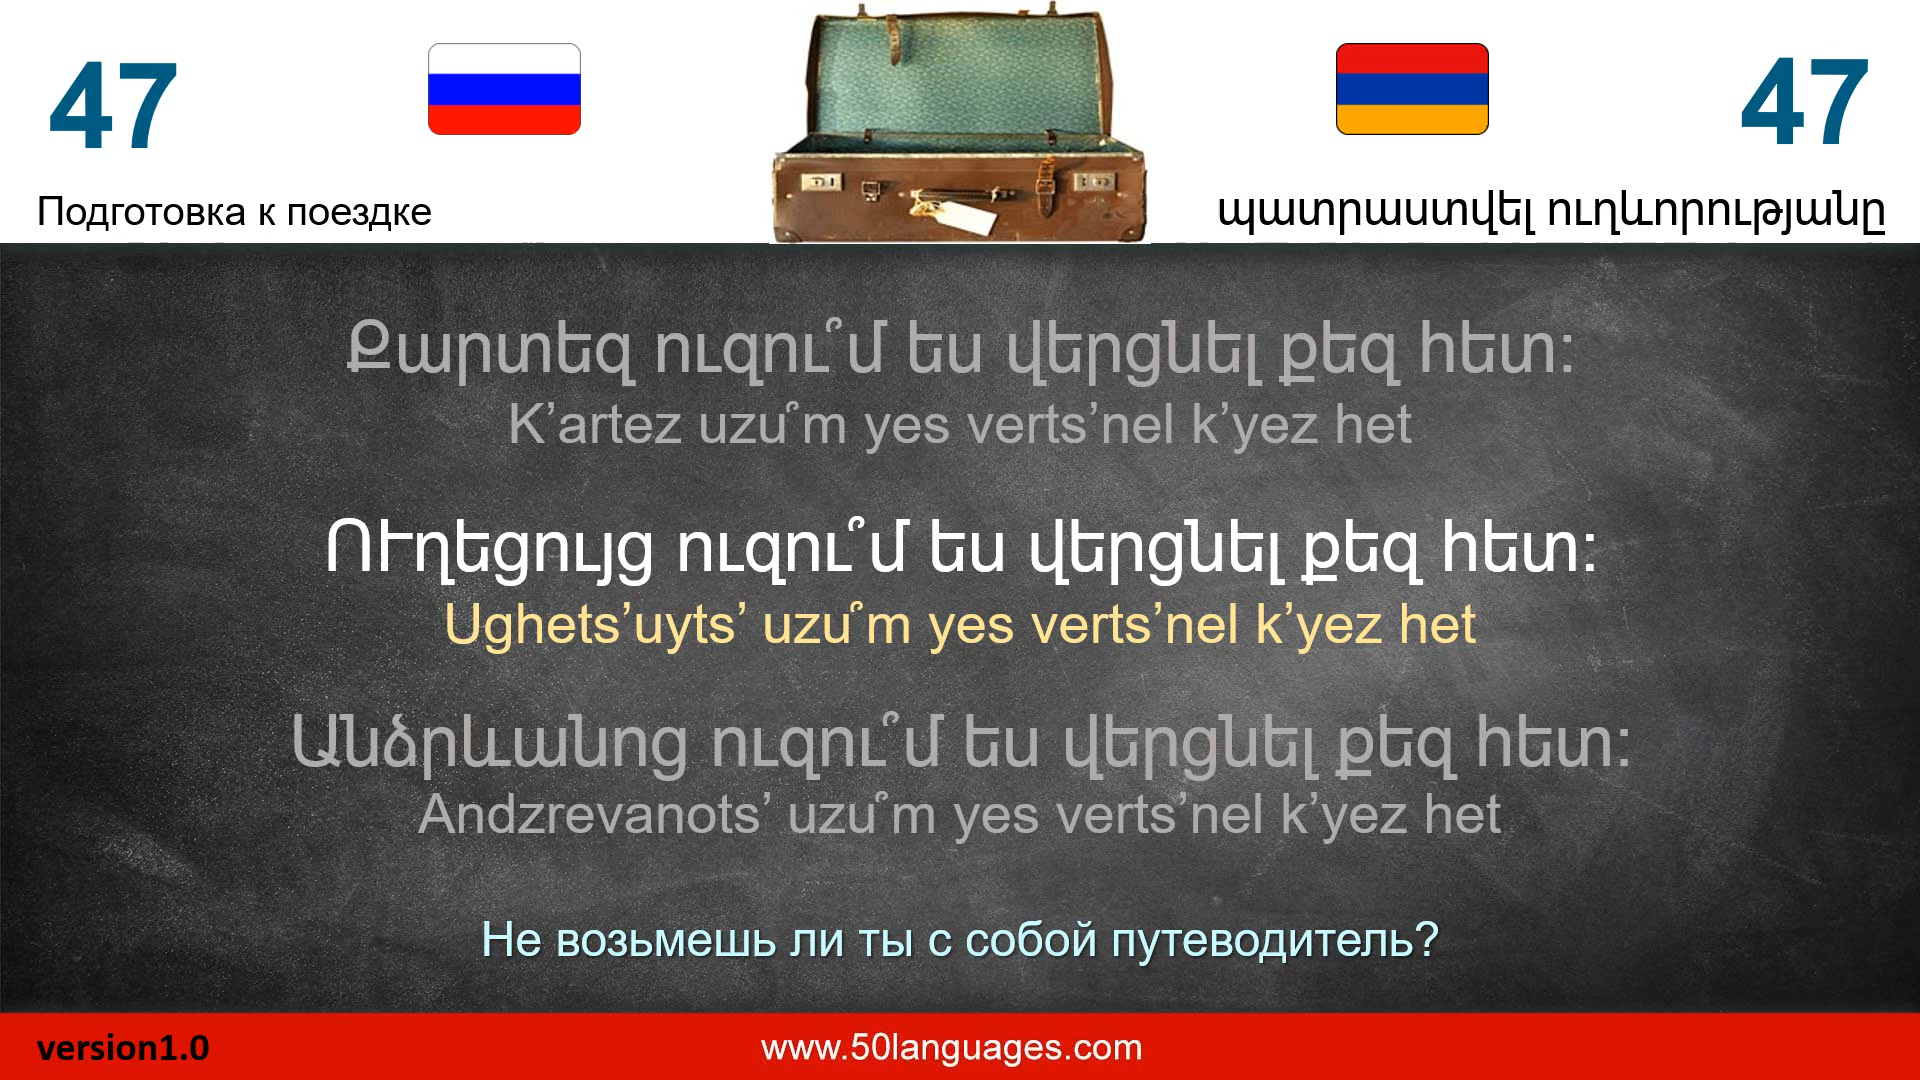 47
47
Подготовка к поездке
պատրաստվել ուղևորությանը
Քարտեզ ուզու՞մ ես վերցնել քեզ հետ:
K’artez uzu՞m yes verts’nel k’yez het
ՈՒղեցույց ուզու՞մ ես վերցնել քեզ հետ:
Ughets’uyts’ uzu՞m yes verts’nel k’yez het
Անձրևանոց ուզու՞մ ես վերցնել քեզ հետ:
Andzrevanots’ uzu՞m yes verts’nel k’yez het
Не возьмешь ли ты с собой путеводитель?
version1.0
www.50languages.com